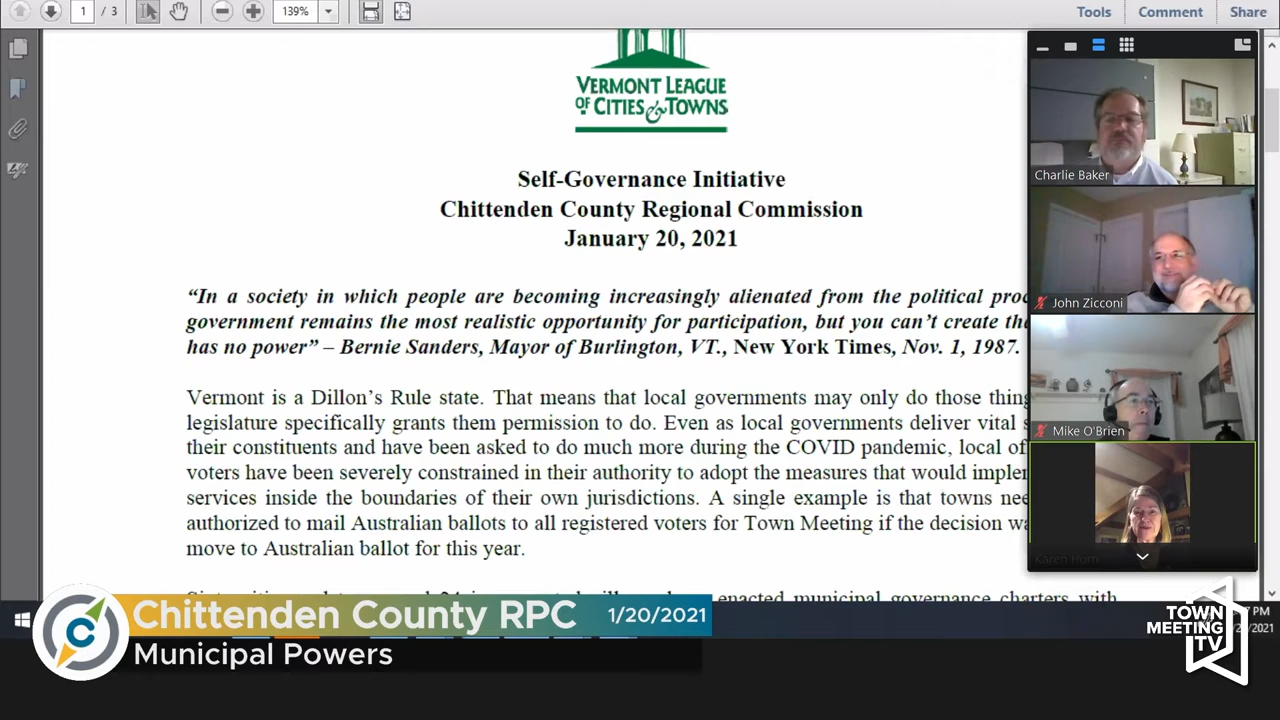 1 / 3
139%
Tools
Comment
Share
VERMONT LEAGUE
OF CITIES & TOWNS
Self-Governance Initiative
Chittenden County Regional Commission
January 20, 2021
“In a society in which people are becoming increasingly alienated from the political
government remains the most realistic opportunity for participation, but you can’t create
has no power” – Bernie Sanders, Mayor of Burlington, VT., New York Times, Nov. 1, 1987.
Vermont is a Dillon’s Rule state. That means that local governments may only do those
legislature specifically grants them permission to do. Even as local governments deliver vital
their constituents and have been asked to do much more during the COVID pandemic, local
voters have been severely constrained in their authority to adopt the measures that would
services inside the boundaries of their own jurisdictions. A single example is that towns
authorized to mail Australian ballots to all registered voters for Town Meeting if the decision
move to Australian ballot for this year.
enacted municipal governance charters with
Charlie Baker
John Zicconi
Mike O'Brien
Karen Horn
C
Chittenden County RPC
1/20/2021
Municipal Powers
TOWN
MEETING
TV